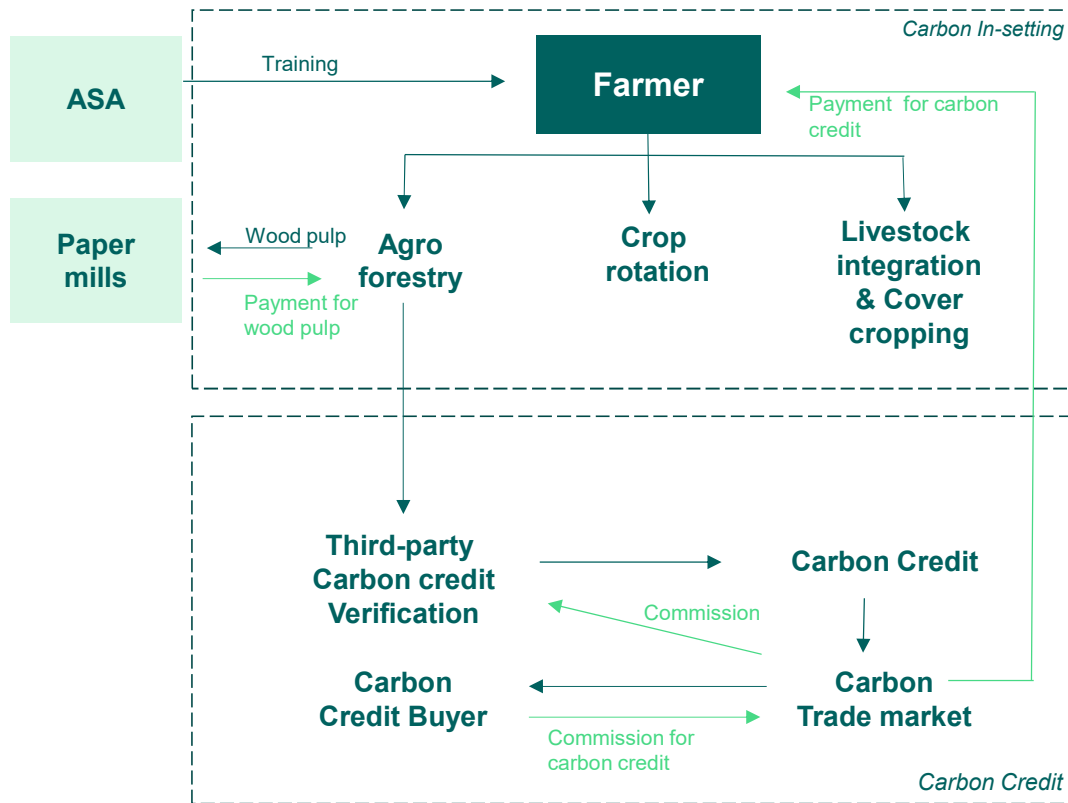 Carbon In-setting
ASA
Training
Farmer
Payment for carbon
credit
Paper
mills
Wood pulp
Payment for
wood pulp
Agro
forestry
Crop
rotation
Livestock
integration
& Cover
cropping
Third-party
Carbon credit
Verification
Carbon Credit
Commission
Carbon
Credit Buyer
Commission for
carbon credit
Carbon
Trade market
Carbon Credit